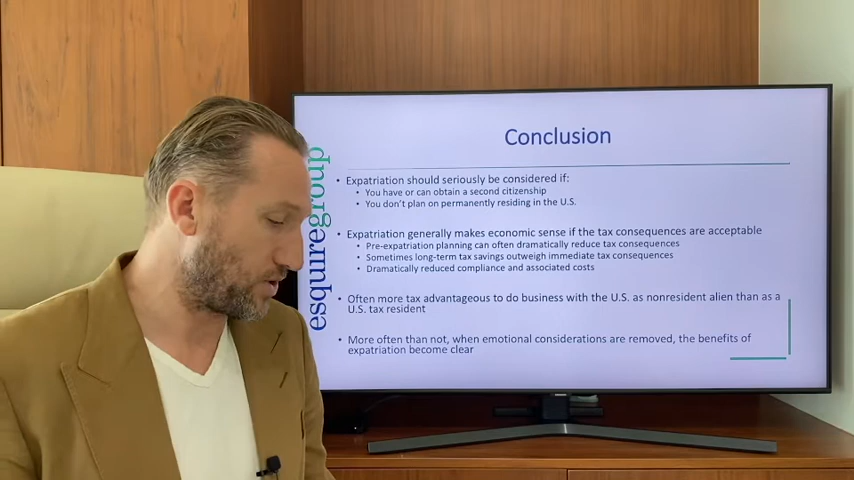 Conclusion
esquiregroup
• Expatriation should seriously be considered if:
• You have or can obtain a second citizenship
• You don't plan on permanently residing in the U.S.
• Expatriation generally makes economic sense if the tax consequences are acceptable
• Pre-expatriation planning can often dramatically reduce tax consequences
• Sometimes long-term tax savings outweigh immediate tax consequences
• Dramatically reduced compliance and associated costs
• Often more tax advantageous to do business with the U.S. as nonresident alien than as a
U.S. tax resident
• More often than not, when emotional considerations are removed, the benefits of
expatriation become clear